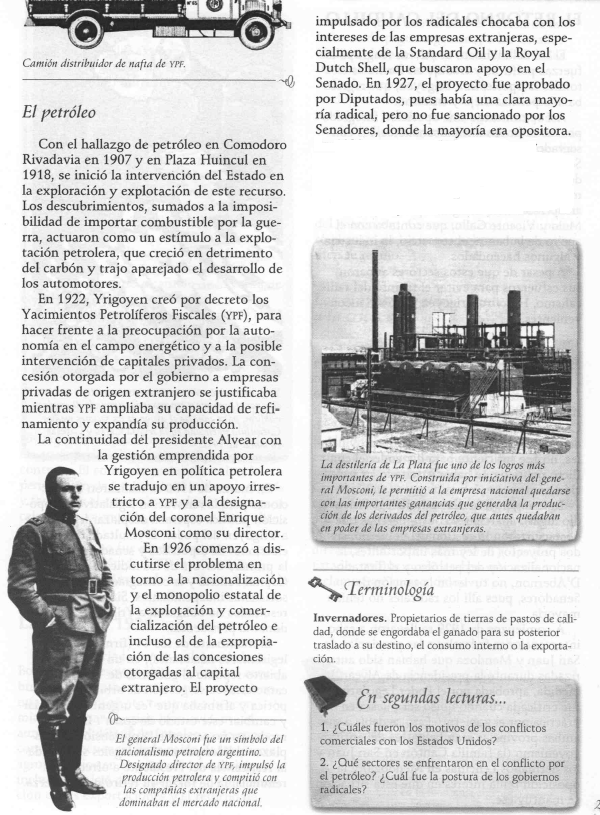 Camión distribuidor de nafta de YPF.
El petróleo
Con el hallazgo de petróleo en Comodoro
Rivadavia en 1907 y en Plaza Huincul en
1918, se inició la intervención del Estado en
la exploración y explotación de este recurso.
Los descubrimientos, sumados a la imposi-
bilidad de importar combustible por la gue-
rra, actuaron como un estímulo a la explo-
tación petrolera, que creció en detrimento
del carbón y trajo aparejado el desarrollo de
los automotores.
En 1922, Yrigoyen creó por decreto los
Yacimientos Petrolíferos Fiscales (YPF), para
hacer frente a la preocupación por la auto-
nomía en el campo energético y a la posible
intervención de capitales privados. La con-
cesión otorgada por el gobierno a empresas
privadas de origen extranjero se justificaba
mientras YPF ampliaba su capacidad de refi-
namiento y expandía su producción.
La continuidad del presidente Alvear con
la gestión emprendida por
Yrigoyen en política petrolera
se tradujo en un apoyo irres-
tricto a YPF y a la designa-
ción del coronel Enrique
Mosconi como su director.
En 1926 comenzó a dis-
cutirse el problema en
torno a la nacionalización
y el monopolio estatal de
la explotación y comer-
cialización del petróleo e
incluso el de la expropia-
ción de las concesiones
otorgadas al capital
extranjero. El proyecto
El general Mosconi fue un símbolo del
nacionalismo petrolero argentino.
Designado director de YPF, impulsó la
producción petrolera y compitió con
las compañías extranjeras que
dominaban el mercado nacional.
impulsado por los radicales chocaba con los
intereses de las empresas extranjeras, espe-
cialmente de la Standard Oil y la Royal
Dutch Shell, que buscaron apoyo en el
Senado. En 1927, el proyecto fue aprobado
por Diputados, pues había una clara mayo-
ría radical, pero no fue sancionado por los
Senadores, donde la mayoría era opositora.
La destilería de La Plata fue uno de los logros más
importantes de YPF. Construida por iniciativa del gene-
ral Mosconi, le permitió a la empresa nacional quedarse
con las importantes ganancias que generaba la produc-
ción de los derivados del petróleo, que antes quedaban
en poder de las empresas extranjeras.
Terminología
Invernadores. Propietarios de tierras de pastos de cali-
dad, donde se engordaba el ganado para su posterior
traslado a su destino, el consumo interno o la exporta-
ción.
En segundas lecturas...
1. ¿Cuáles fueron los motivos de los conflictos
comerciales con los Estados Unidos?
2. ¿Qué sectores se enfrentaron en el conflicto por
el petróleo? ¿Cuál fue la postura de los gobiernos
radicales?